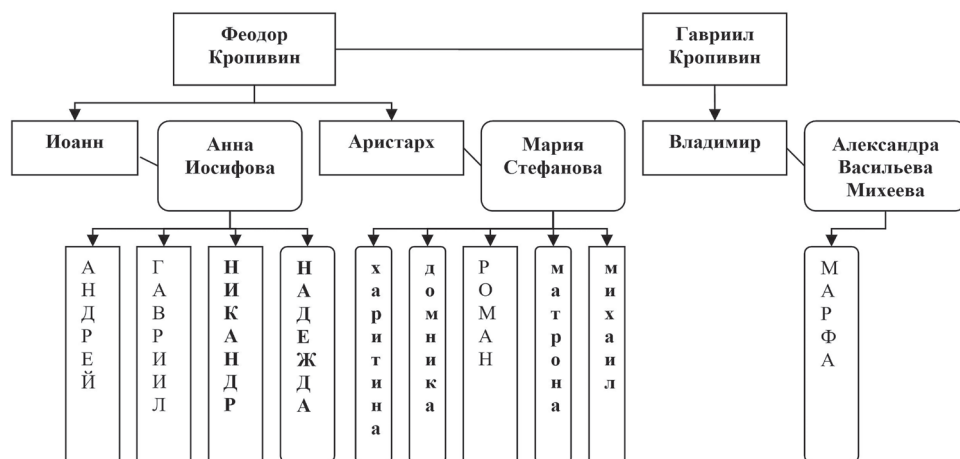 Феодор
Кропивин
Гавриил
Кропивин
Иоанн
Анна
Иосифова
Аристарх
Мария
Стефанова
Владимир
Александра
Васильева
Михеева
АНДРЕЙ
ГАВРИИЛ
НИКАНДР
НАДЕЖДА
харитина
домника
РОМАН
матрона
михаил
МАРФА